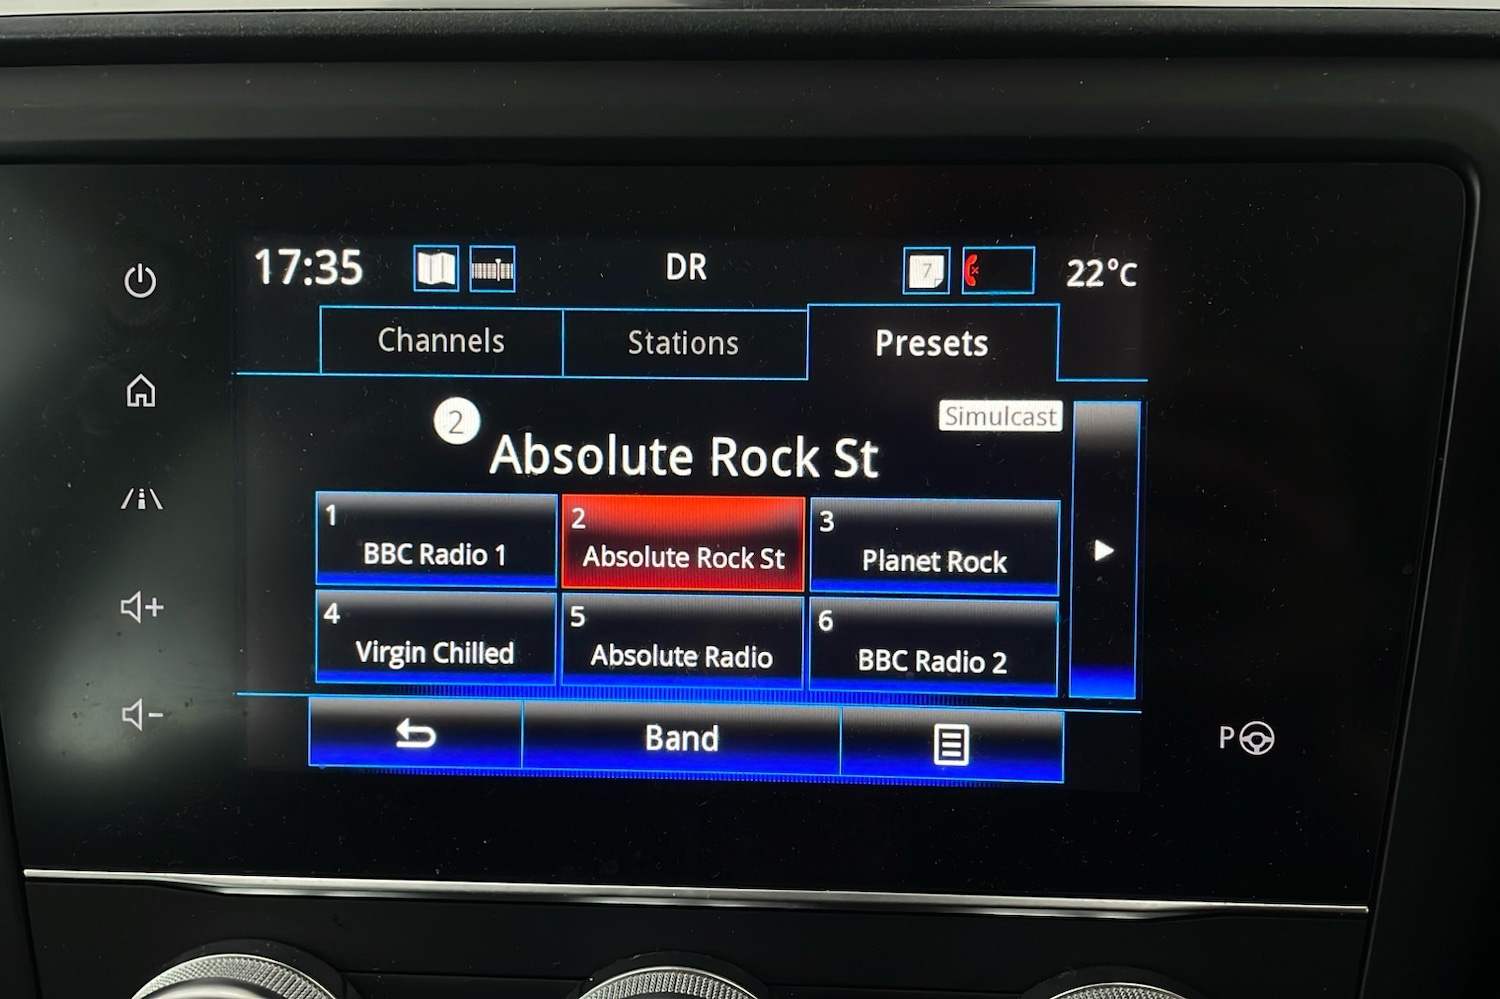 17:35 DR 7 22°C
Channels Stations Presets
2 Absolute Rock St Simulcast
1 BBC Radio 1
2 Absolute Rock St
3 Planet Rock
4 Virgin Chilled
5 Absolute Radio
6 BBC Radio 2
Band
P